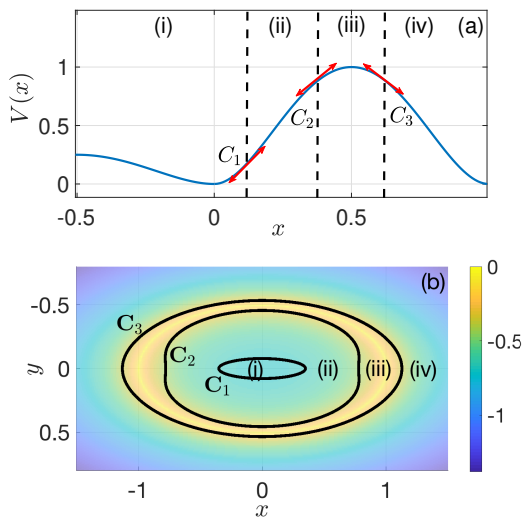 (i) (ii) (iii) (iv) (a)
1
0.5
0
V(x)
C1
C2
C3
-0.5 0 0.5
x
(b)
-0.5
0
0.5
y
C3
C2
C1
(i) (ii) (iii) (iv)
-1 0 1
x
0
-0.5
-1